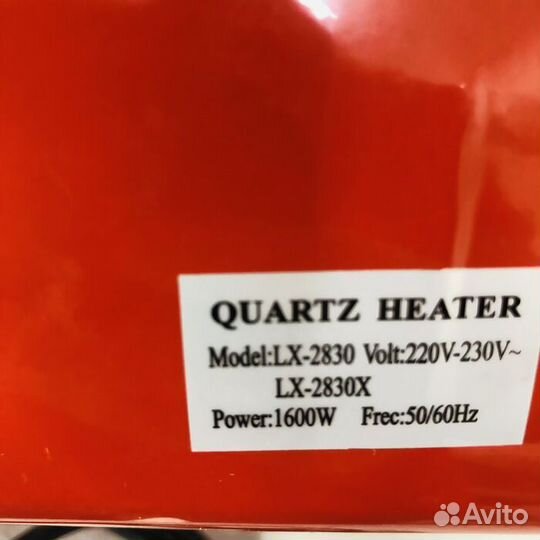 QUARTZ HEATER
Model:LX-2830 Volt:220V-230V~
LX-2830X
Power:1600W Frec:50/60Hz
Avito